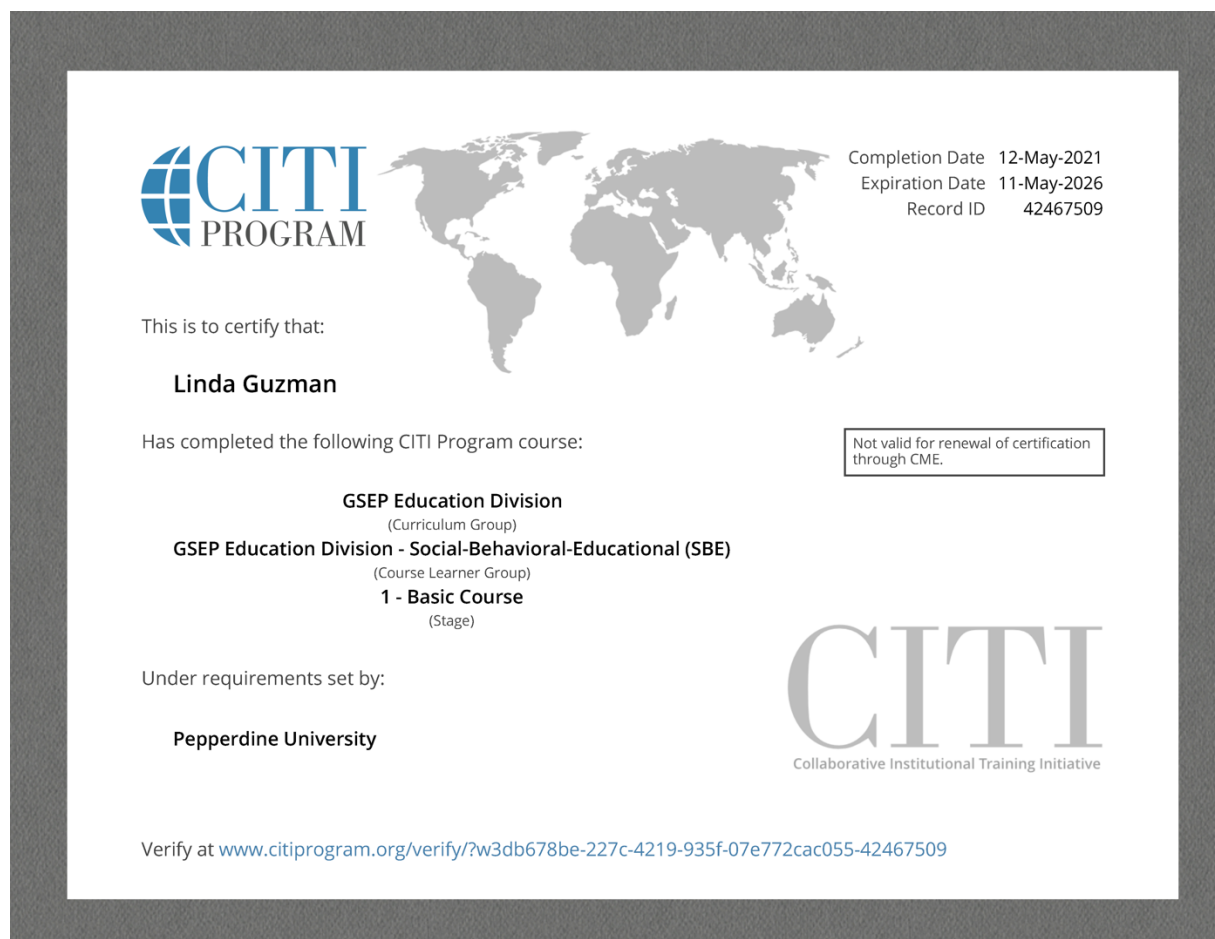 CITI
PROGRAM
Completion Date 12-May-2021
Expiration Date 11-May-2026
Record ID 42467509
This is to certify that:
Linda Guzman
Has completed the following CITI Program course:
Not valid for renewal of certification
through CME.
GSEP Education Division
(Curriculum Group)
GSEP Education Division - Social-Behavioral-Educational (SBE)
(Course Learner Group)
1 - Basic Course
(Stage)
Under requirements set by:
Pepperdine University
CITI
Collaborative Institutional Training Initiative
Verify at www.citiprogram.org/verify/?w3db678be-227c-4219-935f-07e772cac055-42467509